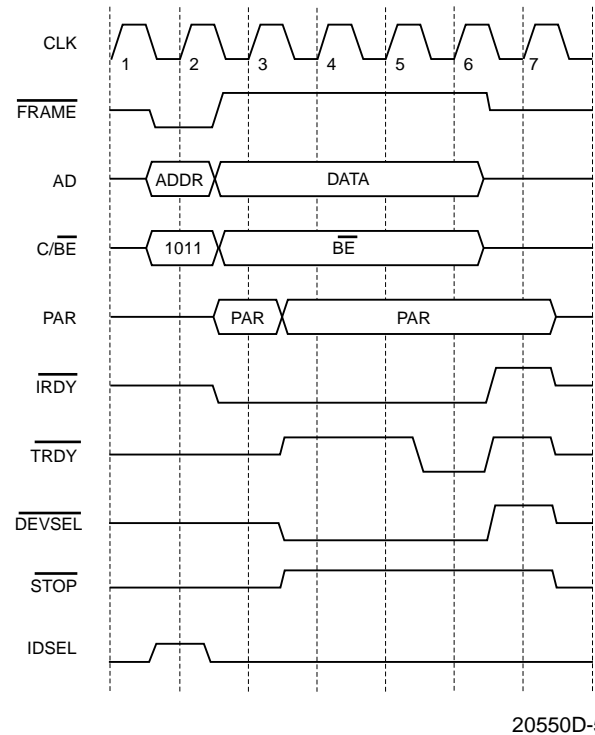 CLK
1 2 3 4 5 6 7
FRAME
AD
ADDR DATA
C/BE
1011 BE
PAR
PAR PAR
IRDY
TRDY
DEVSEL
STOP
IDSEL